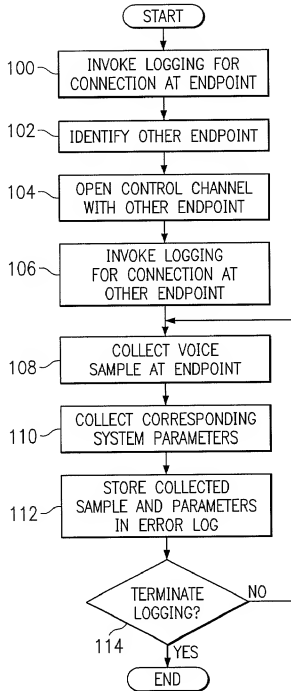 START
100
INVOKE LOGGING FOR
CONNECTION AT ENDPOINT
102
IDENTIFY OTHER ENDPOINT
104
OPEN CONTROL CHANNEL
WITH OTHER ENDPOINT
106
INVOKE LOGGING
FOR CONNECTION AT
OTHER ENDPOINT
108
COLLECT VOICE
SAMPLE AT ENDPOINT
110
COLLECT CORRESPONDING
SYSTEM PARAMETERS
112
STORE COLLECTED
SAMPLE AND PARAMETERS
IN ERROR LOG
TERMINATE
LOGGING?
NO
114
YES
END